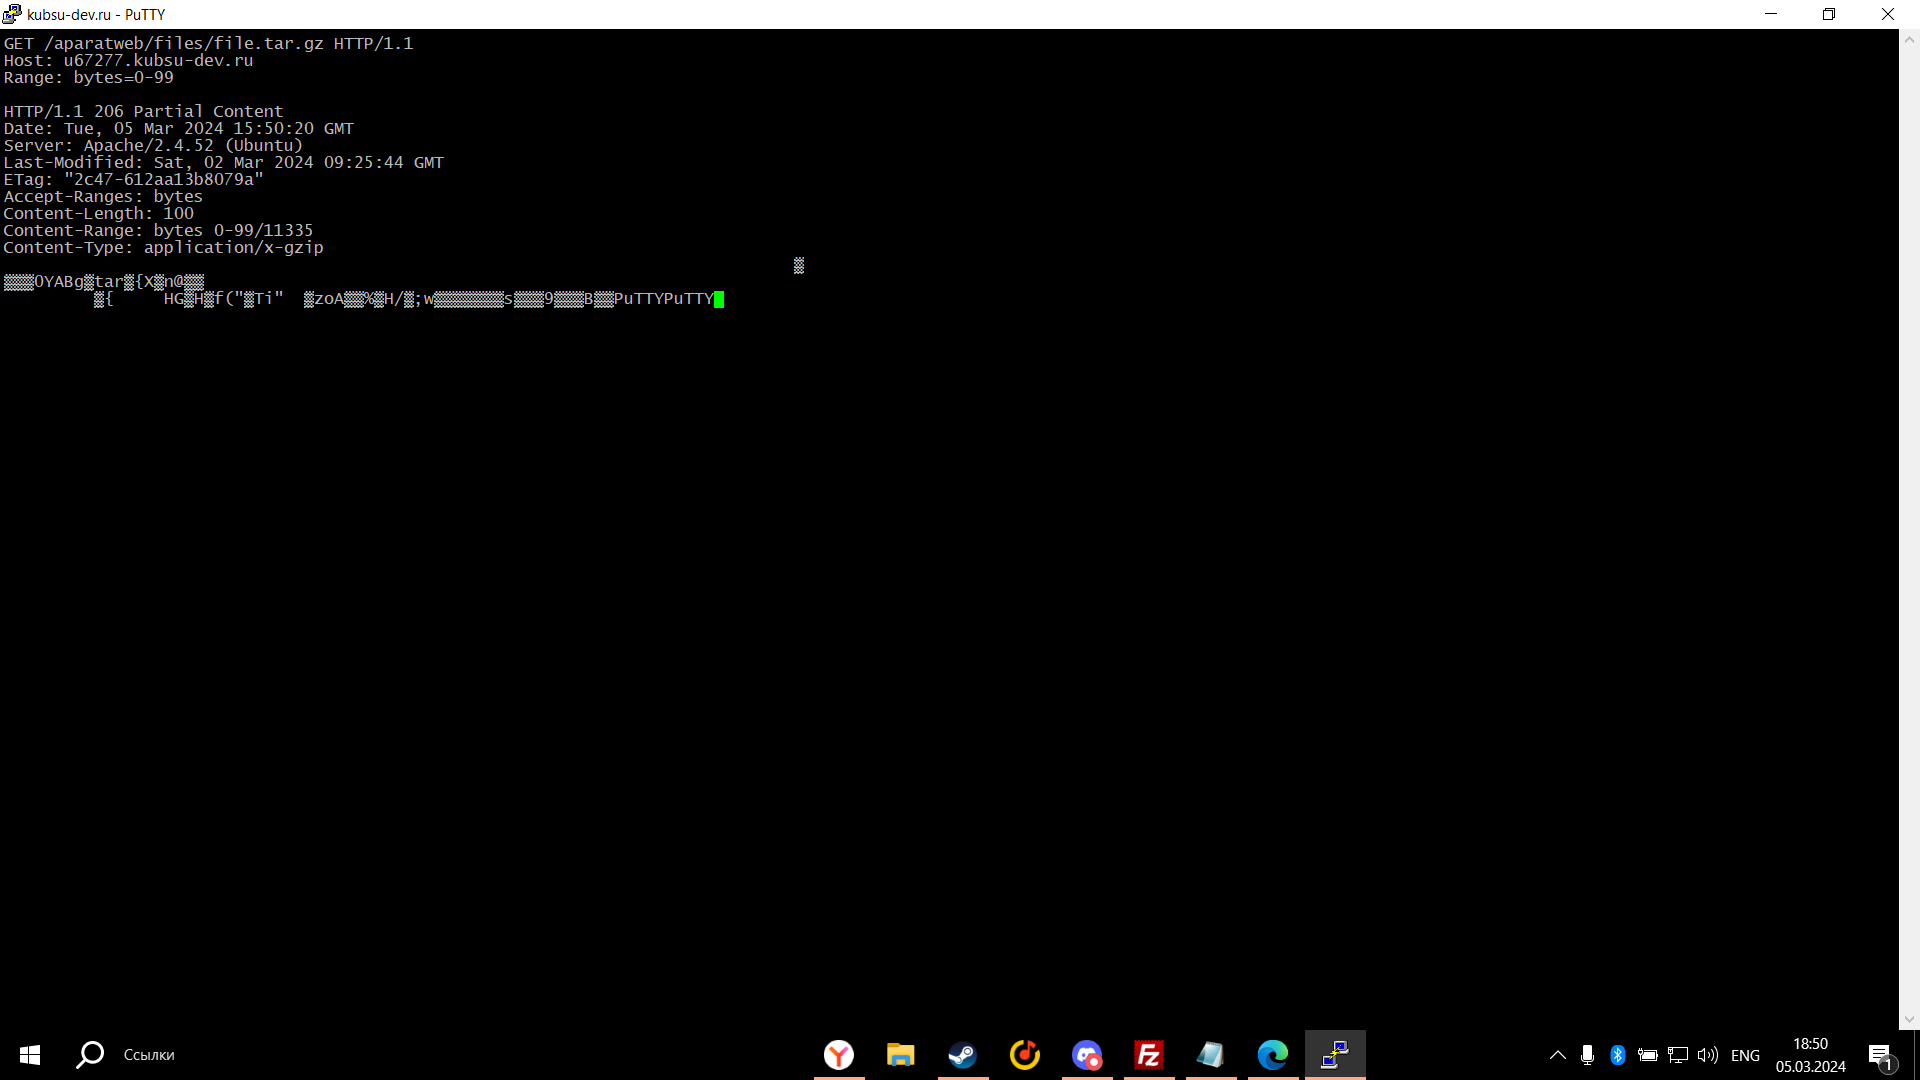 kubsu-dev.ru - PuTTY
GET /aparatweb/files/file.tar.gz HTTP/1.1
Host: u67277.kubsu-dev.ru
Range: bytes=0-99
HTTP/1.1 206 Partial Content
Date: Tue, 05 Mar 2024 15:50:20 GMT
Server: Apache/2.4.52 (Ubuntu)
Last-Modified: Sat, 02 Mar 2024 09:25:44 GMT
ETag: "2c47-612aa13b8079a"
Accept-Ranges: bytes
Content-Length: 100
Content-Range: bytes 0-99/11335
Content-Type: application/x-gzip
▒
▒▒▒0YABg▒tar▒{X▒n@▒▒
▒{ HG▒H▒f("▒Ti" ▒zoA▒▒%▒H/▒;w▒▒▒▒▒▒▒s▒▒▒9▒▒▒B▒▒PuTTYPuTTY
Ссылки
ENG
18:50
05.03.2024
1